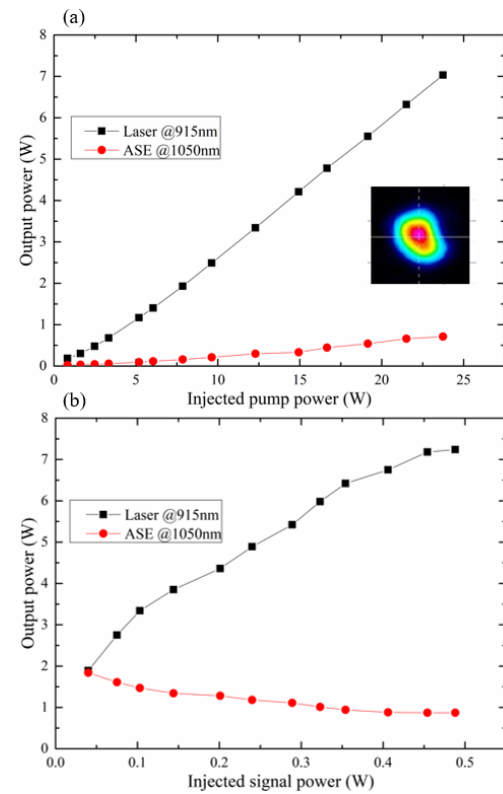 (a)
8
7
6
5
4
3
2
1
0
Output power (W)
Laser @915nm
ASE @1050nm
0 5 10 15 20 25
Injected pump power (W)
(b)
8
7
6
5
4
3
2
1
0
Output power (W)
Laser @915nm
ASE @1050nm
0.0 0.1 0.2 0.3 0.4 0.5
Injected signal power (W)